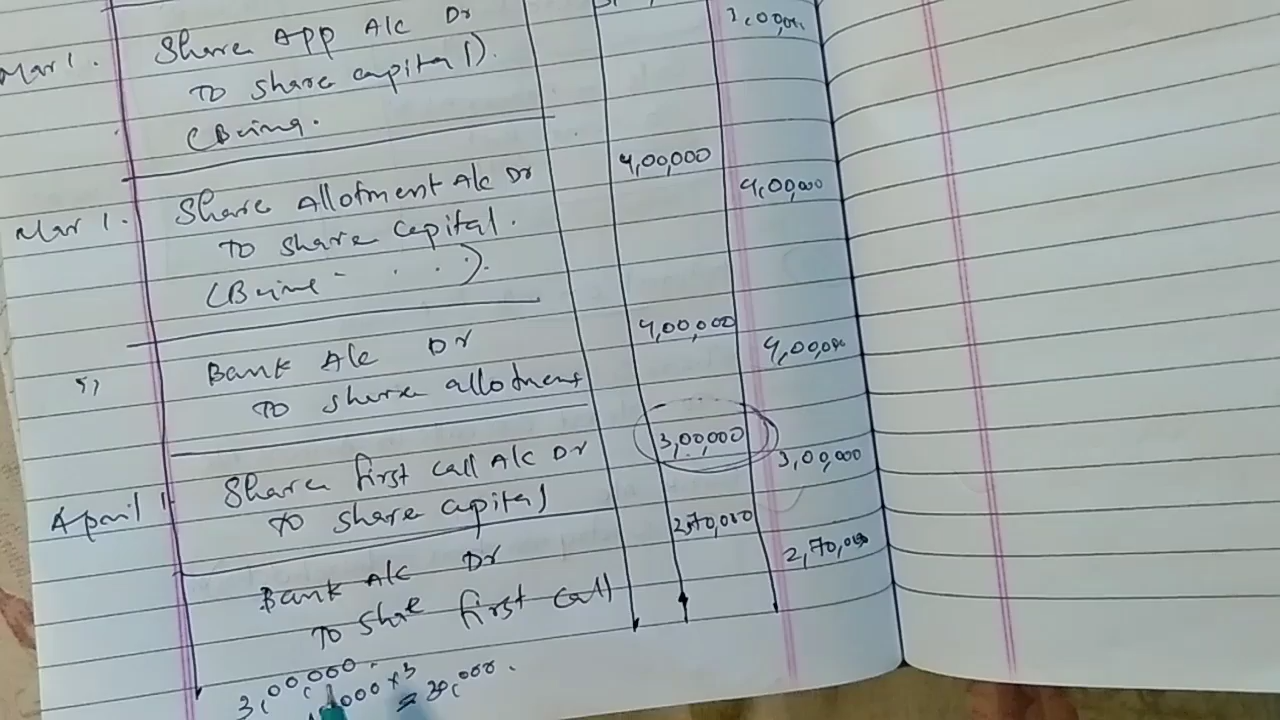 3,00,000
Mar 1. Share App A/c Dr
To share capital).
(Being.
4,00,000
Mar 1. Share Allotment A/c Dr
4,00,000
To share capital.
(Being - . . ).
4,00,000
Bank A/c Dr
4,00,000
To share allotment
3,00,000
April 1 Share first call A/c Dr
3,00,000
To share capital
2,70,000
Bank A/c Dr
2,70,000
To share first call
3,00,000.
000 x 3 = 30,000.